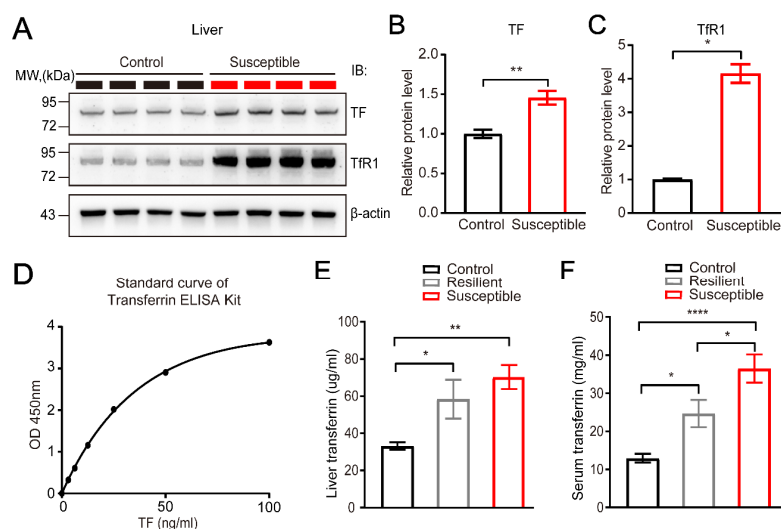 A
Liver
Control Susceptible
MW,(kDa) IB:
95
72
TF
95
72
TfR1
43
β-actin
B
TF
Relative protein level
2.0
1.5
1.0
0.5
0.0
**
Control Susceptible
C
TfR1
Relative protein level
5
4
3
2
1
0
*
Control Susceptible
D
Standard curve of
Transferrin ELISA Kit
OD 450nm
4
3
2
1
0
0 50 100
TF (ng/ml)
E
Control
Resilient
Susceptible
Liver transferrin (ug/ml)
100
80
60
40
20
0
**
*
F
Control
Resilient
Susceptible
Serum transferrin (mg/ml)
50
40
30
20
10
0
****
*
*